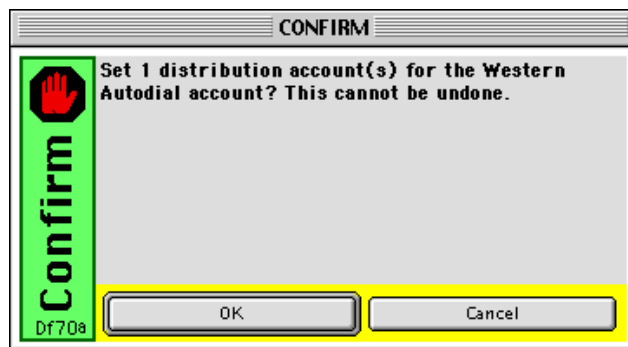 CONFIRM
Set 1 distribution account(s) for the Western
Autodial account? This cannot be undone.
Confirm
Df70a
OK
Cancel